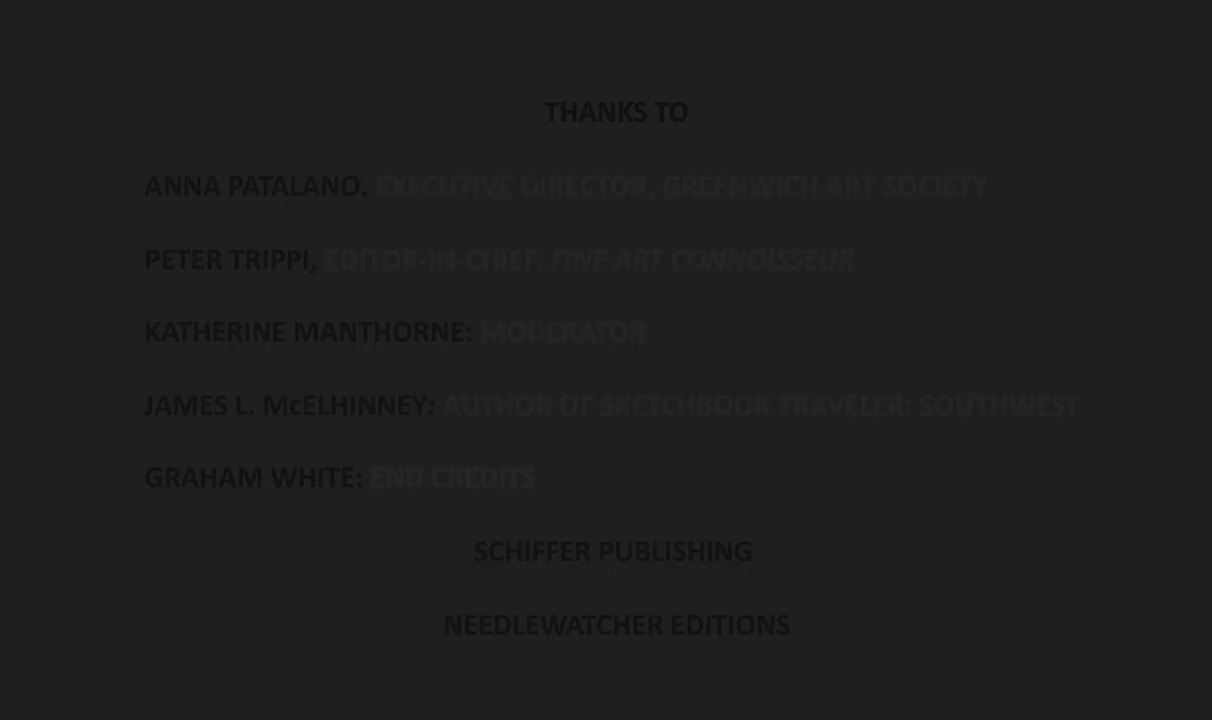 THANKS TO
ANNA PATALANO. EXECUTIVE DIRECTOR, GREENWICH ART SOCIETY
PETER TRIPPI, EDITOR-IN-CHIEF. FINE ART CONNOISSEUR
KATHERINE MANTHORNE: MODERATOR
JAMES L. McELHINNEY: AUTHOR OF SKETCHBOOK TRAVELER: SOUTHWEST
GRAHAM WHITE: END CREDITS
SCHIFFER PUBLISHING
NEEDLEWATCHER EDITIONS